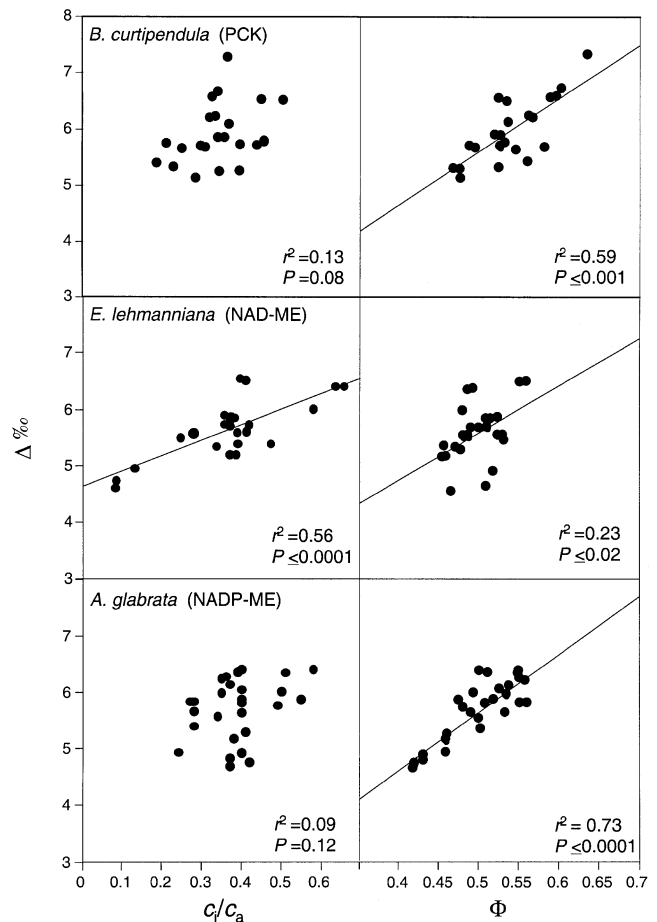 8
B. curtipendula (PCK)
7
6
5
4
r² =0.13
P =0.08
r² =0.59
P ≤0.001
3
E. lehmanniana (NAD-ME)
6
5
4
Δ ‰
r² =0.56
P ≤0.0001
r² =0.23
P ≤0.02
3
A. glabrata (NADP-ME)
6
5
4
r² =0.09
P =0.12
r² = 0.73
P ≤0.0001
3
0 0.1 0.2 0.3 0.4 0.5 0.6 0.4 0.45 0.5 0.55 0.6 0.65 0.7
ci/ca Φ